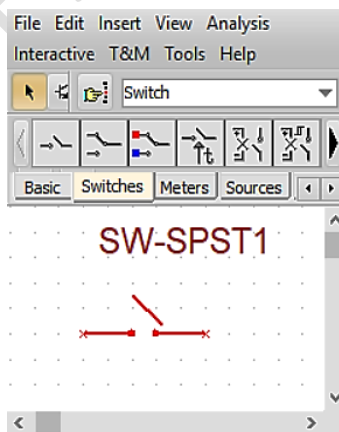 File Edit Insert View Analysis
Interactive T&M Tools Help
Switch
t
Basic Switches Meters Sources
SW-SPST1